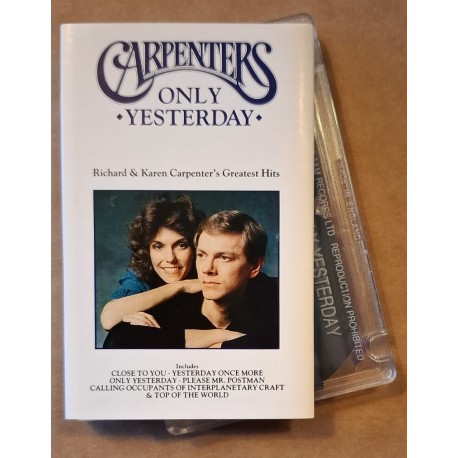 CARPENTERS
ONLY
•YESTERDAY•
Richard & Karen Carpenter's Greatest Hits
Includes
CLOSE TO YOU · YESTERDAY ONCE MORE
ONLY YESTERDAY · PLEASE MR. POSTMAN
CALLING OCCUPANTS OF INTERPLANETARY CRAFT
& TOP OF THE WORLD
RECORDS LTD REPRODUCTION PROHIBITED
YESTERDAY
ENGLAND